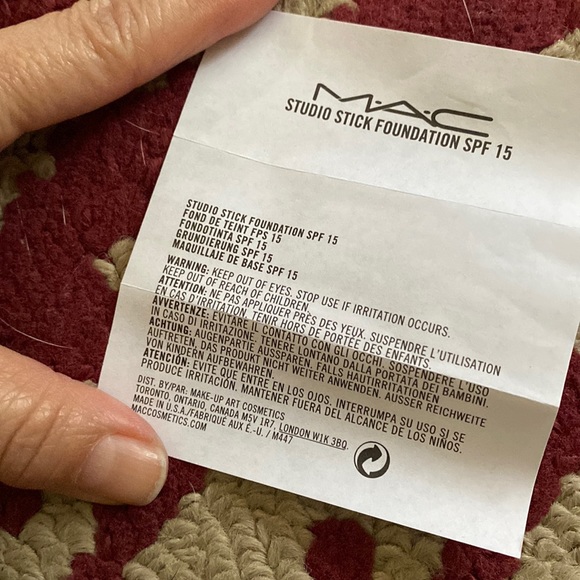 M·A·C
STUDIO STICK FOUNDATION SPF 15
STUDIO STICK FOUNDATION SPF 15
FOND DE TEINT FPS 15
FONDOTINTA SPF 15
GRUNDIERUNG SPF 15
MAQUILLAJE DE BASE SPF 15
WARNING: KEEP OUT OF EYES. STOP USE IF IRRITATION OCCURS.
KEEP OUT OF REACH OF CHILDREN.
ATTENTION: NE PAS APPLIQUER PRÈS DES YEUX. SUSPENDRE L'UTILISATION
EN CAS D'IRRITATION. TENIR HORS DE PORTÉE DES ENFANTS.
AVVERTENZE: EVITARE IL CONTATTO CON GLI OCCHI. SOSPENDERE L'USO
IN CASO DI IRRITAZIONE. TENERE LONTANO DALLA PORTATA DEI BAMBINI.
ACHTUNG: AUGENPARTIE AUSSPAREN. FALLS HAUTIRRITATIONEN
AUFTRETEN, DAS PRODUKT NICHT WEITER ANWENDEN. AUSSER REICHWEITE
VON KINDERN AUFBEWAHREN.
ATENCIÓN: EVITE QUE ENTRE EN LOS OJOS. INTERRUMPA SU USO SI SE
PRODUCE IRRITACIÓN. MANTENER FUERA DEL ALCANCE DE LOS NIÑOS.
DIST. BY/PAR: MAKE-UP ART COSMETICS
TORONTO, ONTARIO, CANADA M5V 1R7, LONDON W1K 3BQ.
MADE IN U.S.A./FABRIQUÉ AUX É.-U. / M447
MACCOSMETICS.COM